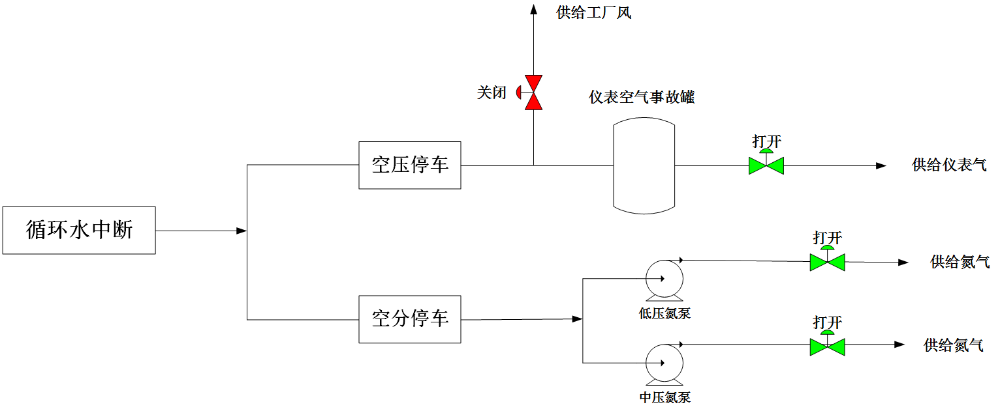 供给工厂风
关闭
仪表空气事故罐
打开
空压停车
供给仪表气
循环水中断
打开
供给氮气
低压氮泵
空分停车
打开
供给氮气
中压氮泵